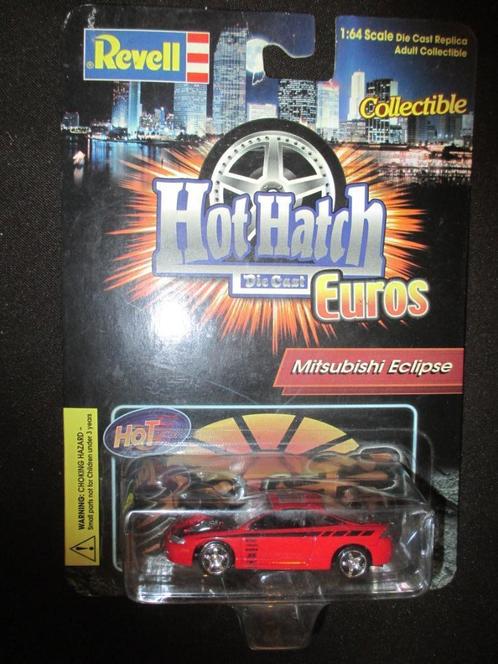 Revell
1:64 Scale Die Cast Replica
Adult Collectible
Collectible
Hot Hatch
Die Cast
Euros
Mitsubishi Eclipse
HOT
WARNING: CHOKING HAZARD –
Small parts not for Children under 3 years